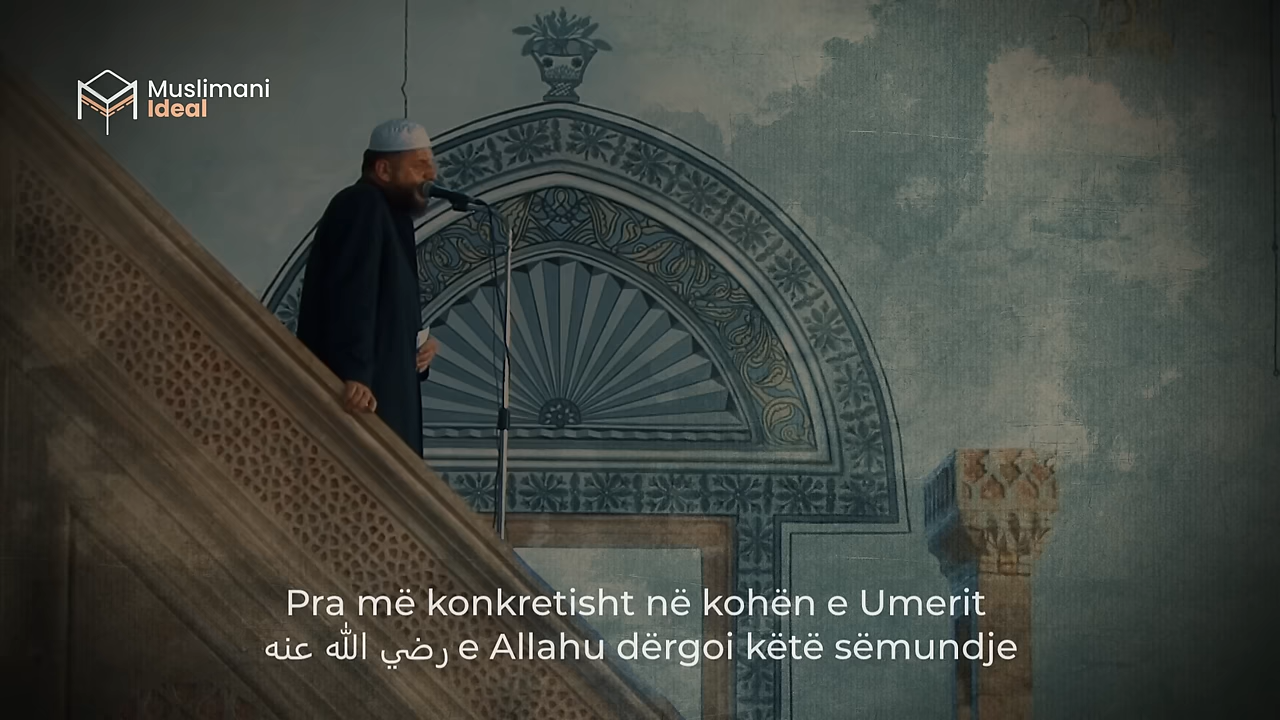 Muslimani
Ideal
Pra më konkretisht në kohën e Umerit
رضي الله عنه e Allahu dërgoi këtë sëmundje